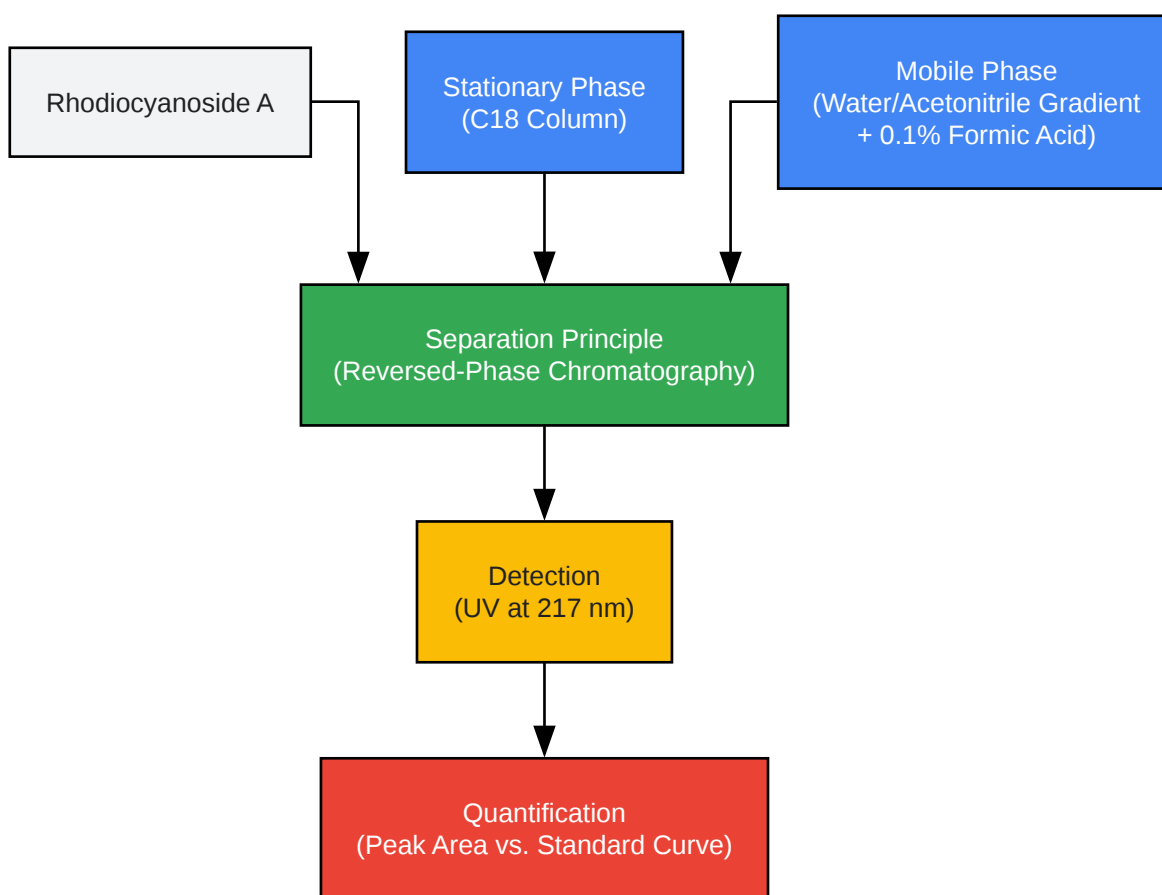 Rhodiocyanoside A
Stationary Phase
(C18 Column)
Mobile Phase
(Water/Acetonitrile Gradient
+ 0.1% Formic Acid)
Separation Principle
(Reversed-Phase Chromatography)
Detection
(UV at 217 nm)
Quantification
(Peak Area vs. Standard Curve)